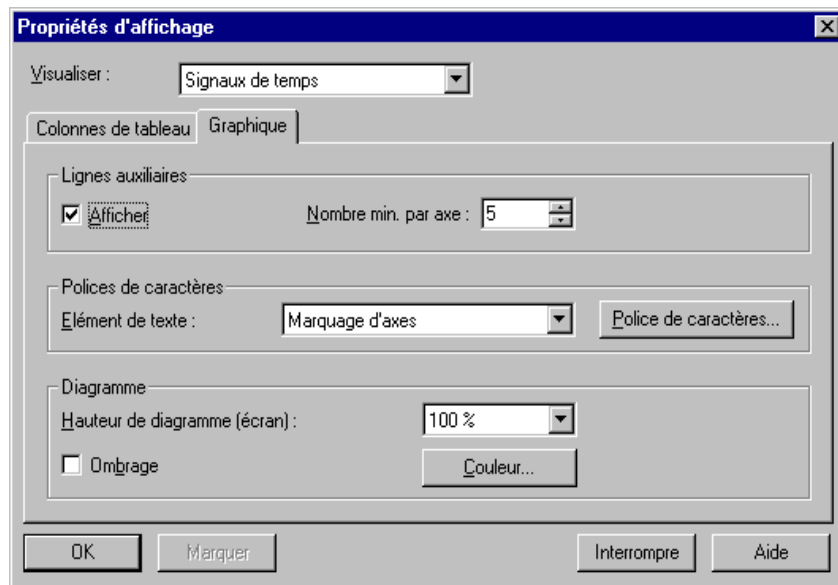 Propriétés d'affichage
Visualiser : Signaux de temps
Colonnes de tableau Graphique
Lignes auxiliaires
Afficher Nombre min. par axe : 5
Polices de caractères
Elément de texte : Marquage d'axes Police de caractères...
Diagramme
Hauteur de diagramme (écran) : 100 %
Ombrage Couleur...
OK Marquer Interrompre Aide